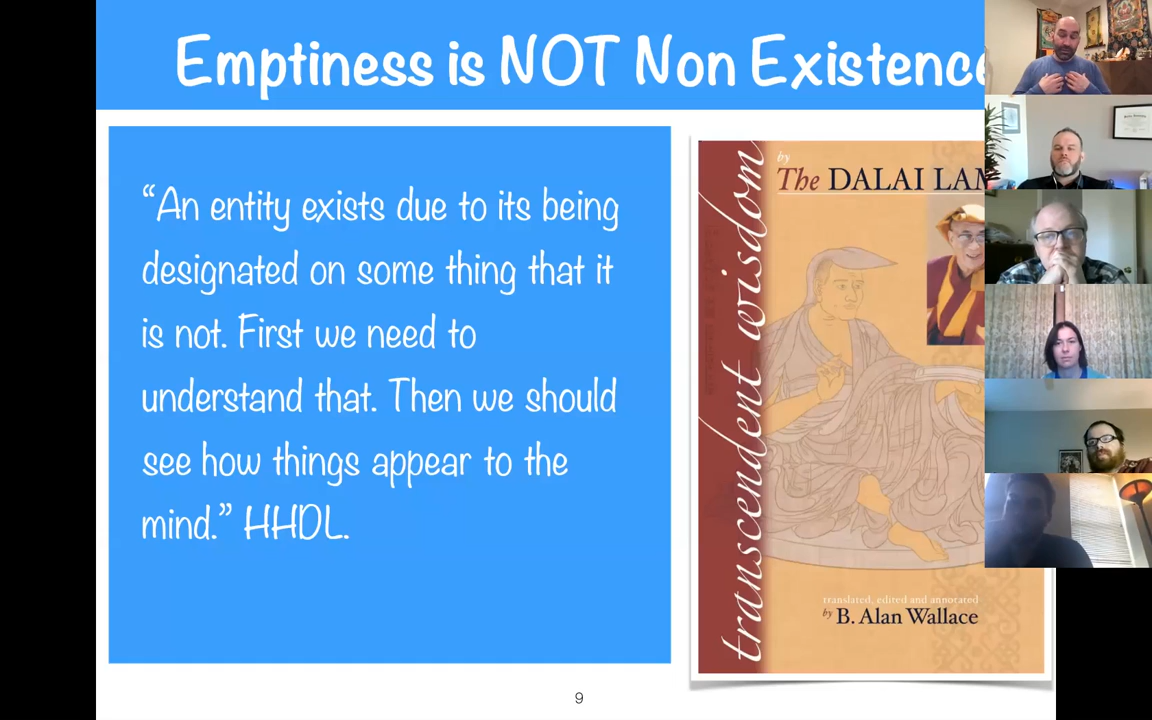 Emptiness is NOT Non Existence
“An entity exists due to its being
designated on some thing that it
is not. First we need to
understand that. Then we should
see how things appear to the
mind.” HHDL.
by
The DALAI LAM
transcendent wisdom
translated, edited and annotated
by B. Alan Wallace
9